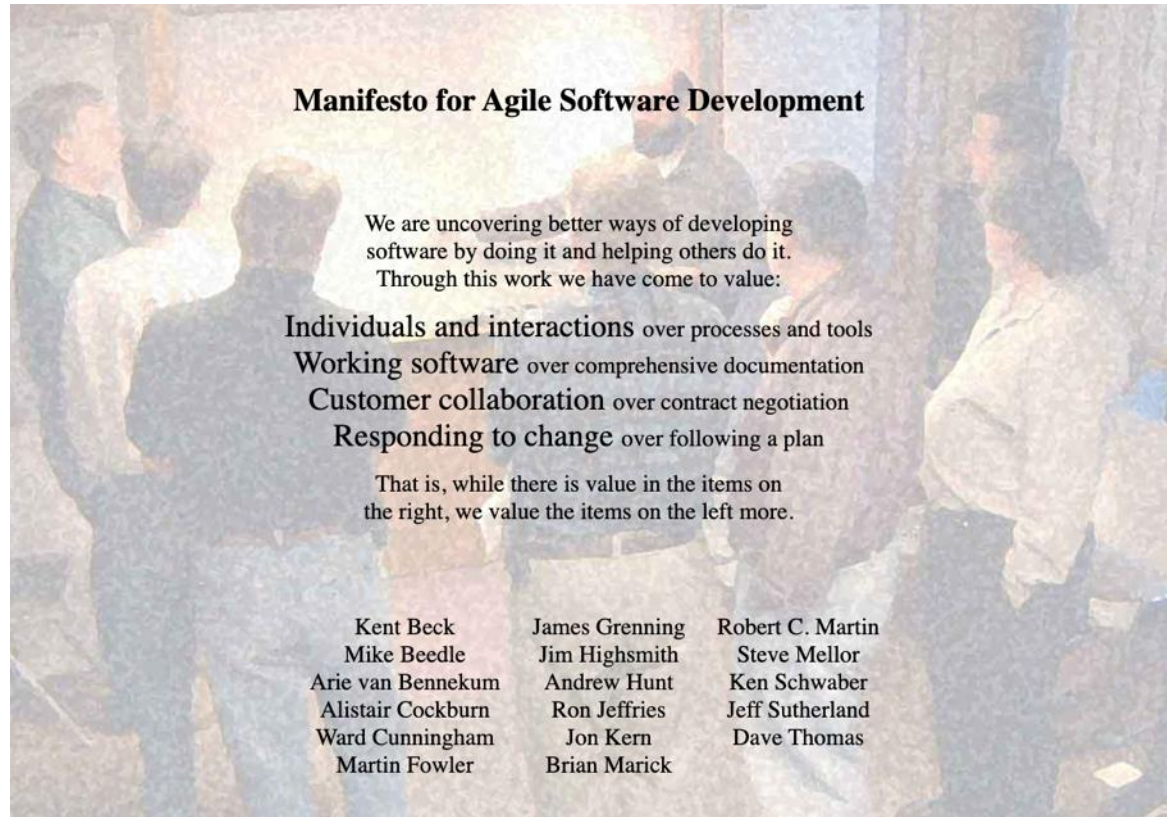 Manifesto for Agile Software Development
We are uncovering better ways of developing
software by doing it and helping others do it.
Through this work we have come to value:
Individuals and interactions over processes and tools
Working software over comprehensive documentation
Customer collaboration over contract negotiation
Responding to change over following a plan
That is, while there is value in the items on
the right, we value the items on the left more.
Kent Beck
Mike Beedle
Arie van Bennekum
Alistair Cockburn
Ward Cunningham
Martin Fowler
James Grenning
Jim Highsmith
Andrew Hunt
Ron Jeffries
Jon Kern
Brian Marick
Robert C. Martin
Steve Mellor
Ken Schwaber
Jeff Sutherland
Dave Thomas